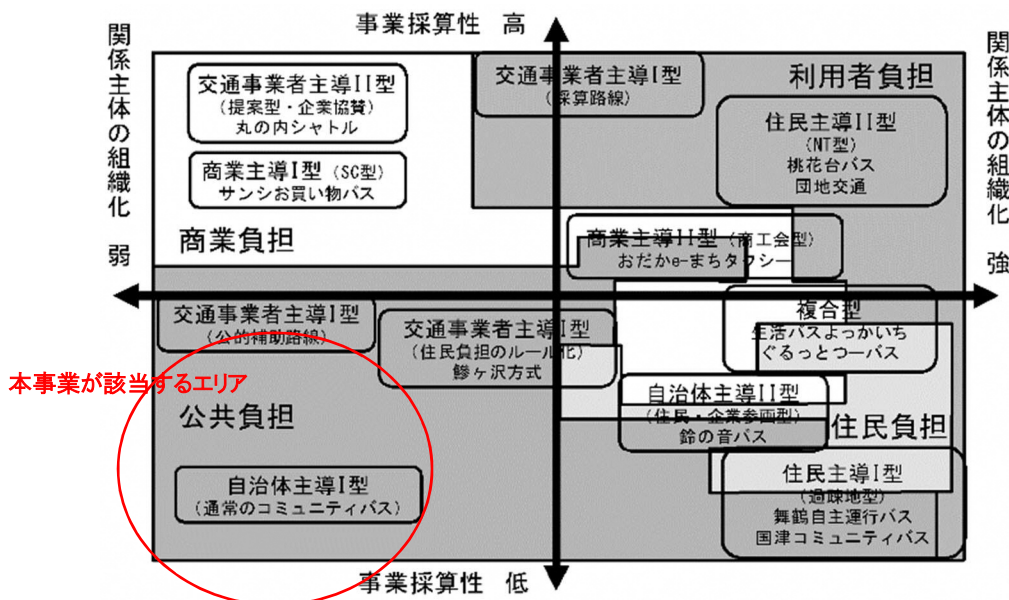 事業採算性 高
関係主体の組織化 弱
関係主体の組織化 強
交通事業者主導II型
(提案型・企業協賛)
丸の内シャトル
交通事業者主導I型
(採算路線)
利用者負担
住民主導II型
(NT型)
桃花台バス
団地交通
商業主導I型 (SC型)
サンシお買い物バス
商業負担
商業主導II型 (商工会型)
おだかe-まちタクシー
交通事業者主導I型
(公的補助路線)
交通事業者主導I型
(住民負担のルール化)
鰺ヶ沢方式
複合型
生活バスよっかいち
ぐるっとつーバス
本事業が該当するエリア
公共負担
自治体主導II型
(住民・企業参画型)
鈴の音バス
住民負担
自治体主導I型
(通常のコミュニティバス)
住民主導I型
(過疎地型)
舞鶴自主運行バス
国津コミュニティバス
事業採算性 低